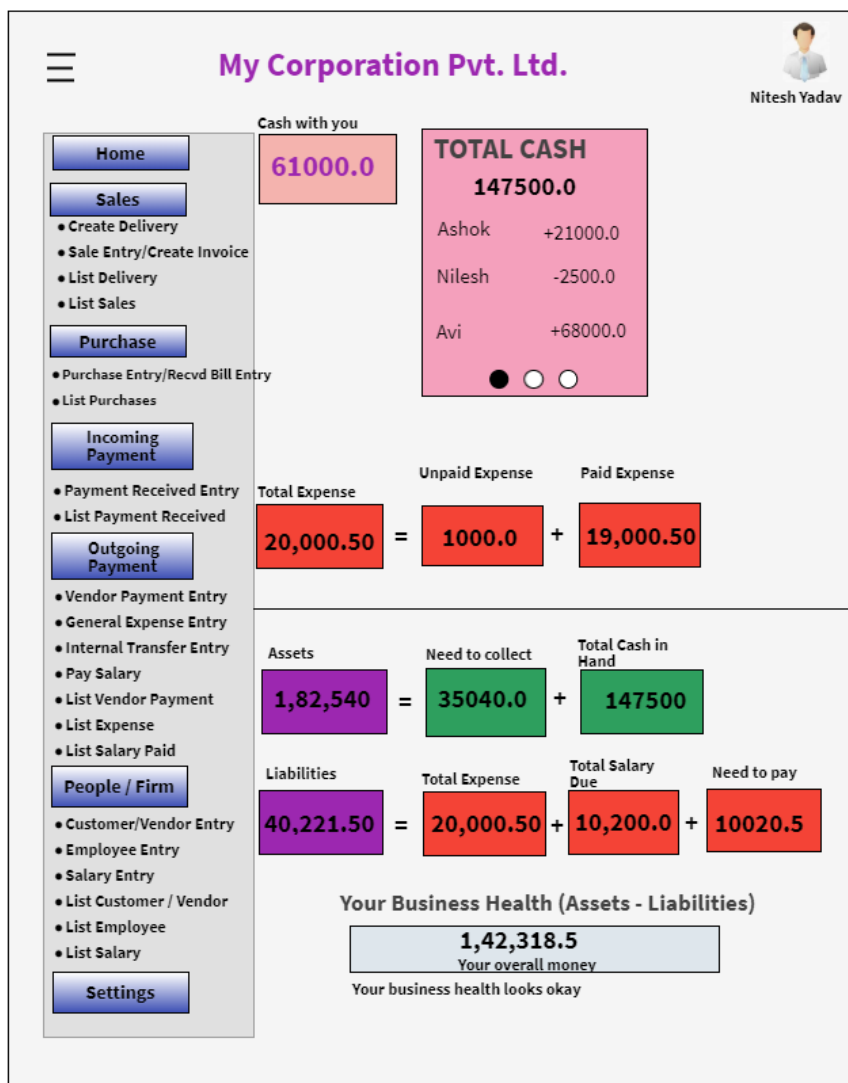 My Corporation Pvt. Ltd.
Nitesh Yadav
Home
Sales
Create Delivery
Sale Entry/Create Invoice
List Delivery
List Sales
Purchase
Purchase Entry/Recvd Bill Entry
List Purchases
Incoming
Payment
Payment Received Entry
List Payment Received
Outgoing
Payment
Vendor Payment Entry
General Expense Entry
Internal Transfer Entry
Pay Salary
List Vendor Payment
List Expense
List Salary Paid
People / Firm
Customer/Vendor Entry
Employee Entry
Salary Entry
List Customer / Vendor
List Employee
List Salary
Settings
Cash with you
61000.0
TOTAL CASH
147500.0
Ashok +21000.0
Nilesh -2500.0
Avi +68000.0
Total Expense
20,000.50
=
Unpaid Expense
1000.0
+
Paid Expense
19,000.50
Assets
1,82,540
=
Need to collect
35040.0
+
Total Cash in
Hand
147500
Liabilities
40,221.50
=
Total Expense
20,000.50
+
Total Salary
Due
10,200.0
+
Need to pay
10020.5
Your Business Health (Assets - Liabilities)
1,42,318.5
Your overall money
Your business health looks okay